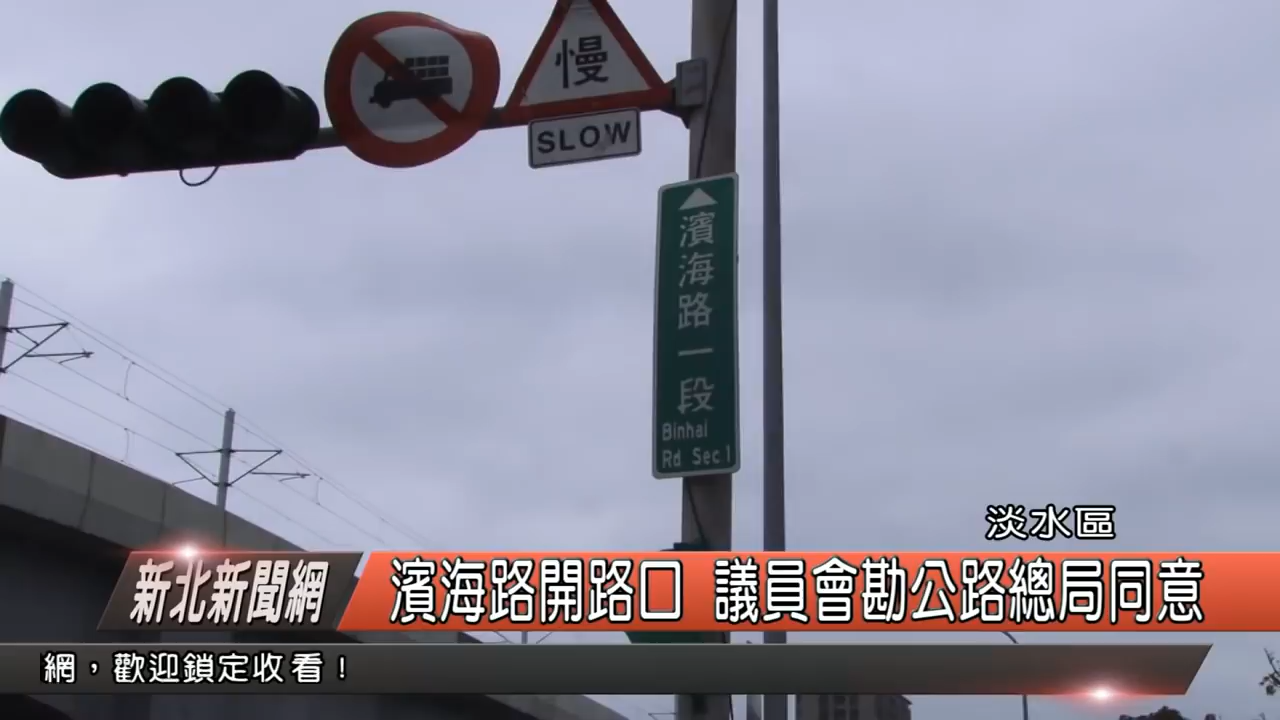 慢
SLOW
濱海路一段
Binhai
Rd Sec 1
淡水區
新北新聞網
濱海路開路口 議員會勘公路總局同意
網，歡迎鎖定收看！